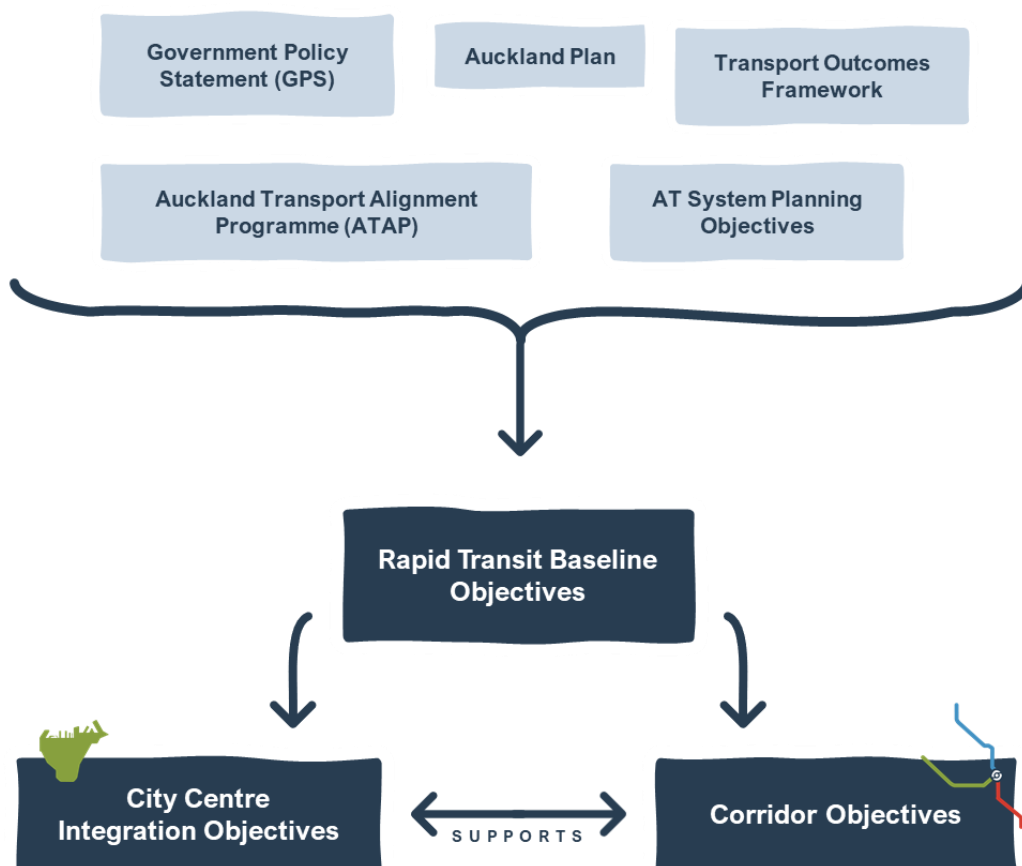 Government Policy
Statement (GPS)
Auckland Plan
Transport Outcomes
Framework
Auckland Transport Alignment
Programme (ATAP)
AT System Planning
Objectives
Rapid Transit Baseline
Objectives
City Centre
Integration Objectives
SUPPORTS
Corridor Objectives